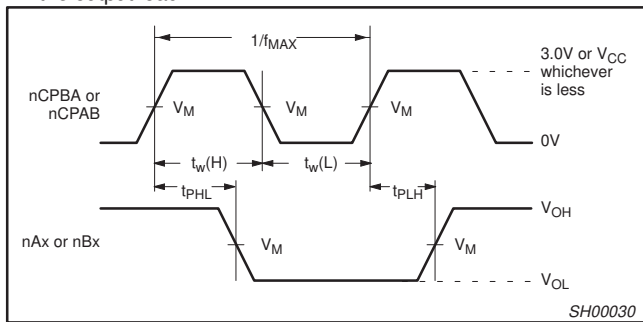 1/fMAX
3.0V or VCC
whichever
is less
nCPBA or
nCPAB
VM
VM
VM
0V
tw(H)
tw(L)
tPHL
tPLH
VOH
nAx or nBx
VM
VM
VOL
SH00030